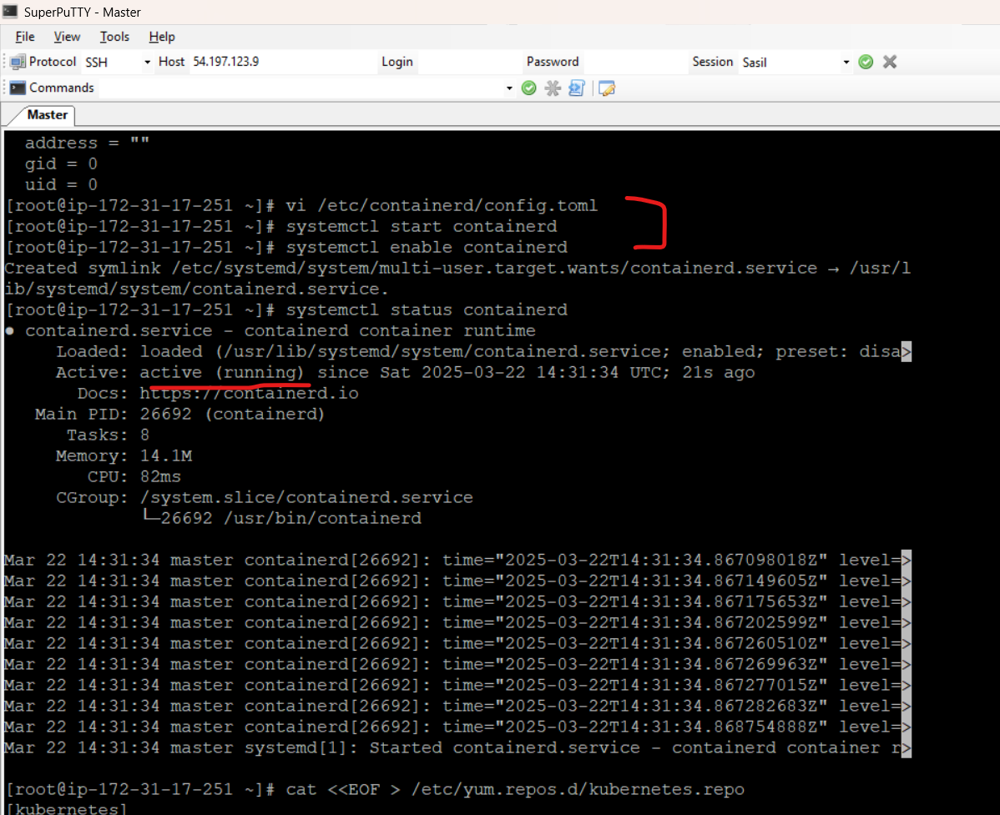 SuperPuTTY - Master
File View Tools Help
Protocol SSH Host 54.197.123.9 Login Password Session Sasil
Commands
Master
address = ""
gid = 0
uid = 0
[root@ip-172-31-17-251 ~]# vi /etc/containerd/config.toml
[root@ip-172-31-17-251 ~]# systemctl start containerd
[root@ip-172-31-17-251 ~]# systemctl enable containerd
Created symlink /etc/systemd/system/multi-user.target.wants/containerd.service → /usr/l
ib/systemd/system/containerd.service.
[root@ip-172-31-17-251 ~]# systemctl status containerd
● containerd.service - containerd container runtime
Loaded: loaded (/usr/lib/systemd/system/containerd.service; enabled; preset: disa>
Active: active (running) since Sat 2025-03-22 14:31:34 UTC; 21s ago
Docs: https://containerd.io
Main PID: 26692 (containerd)
Tasks: 8
Memory: 14.1M
CPU: 82ms
CGroup: /system.slice/containerd.service
└─26692 /usr/bin/containerd
Mar 22 14:31:34 master containerd[26692]: time="2025-03-22T14:31:34.867098018Z" level=>
Mar 22 14:31:34 master containerd[26692]: time="2025-03-22T14:31:34.867149605Z" level=>
Mar 22 14:31:34 master containerd[26692]: time="2025-03-22T14:31:34.867175653Z" level=>
Mar 22 14:31:34 master containerd[26692]: time="2025-03-22T14:31:34.867202599Z" level=>
Mar 22 14:31:34 master containerd[26692]: time="2025-03-22T14:31:34.867260510Z" level=>
Mar 22 14:31:34 master containerd[26692]: time="2025-03-22T14:31:34.867269963Z" level=>
Mar 22 14:31:34 master containerd[26692]: time="2025-03-22T14:31:34.867277015Z" level=>
Mar 22 14:31:34 master containerd[26692]: time="2025-03-22T14:31:34.867282683Z" level=>
Mar 22 14:31:34 master containerd[26692]: time="2025-03-22T14:31:34.868754888Z" level=>
Mar 22 14:31:34 master systemd[1]: Started containerd.service - containerd container r>
[root@ip-172-31-17-251 ~]# cat <<EOF > /etc/yum.repos.d/kubernetes.repo
[kubernetes]